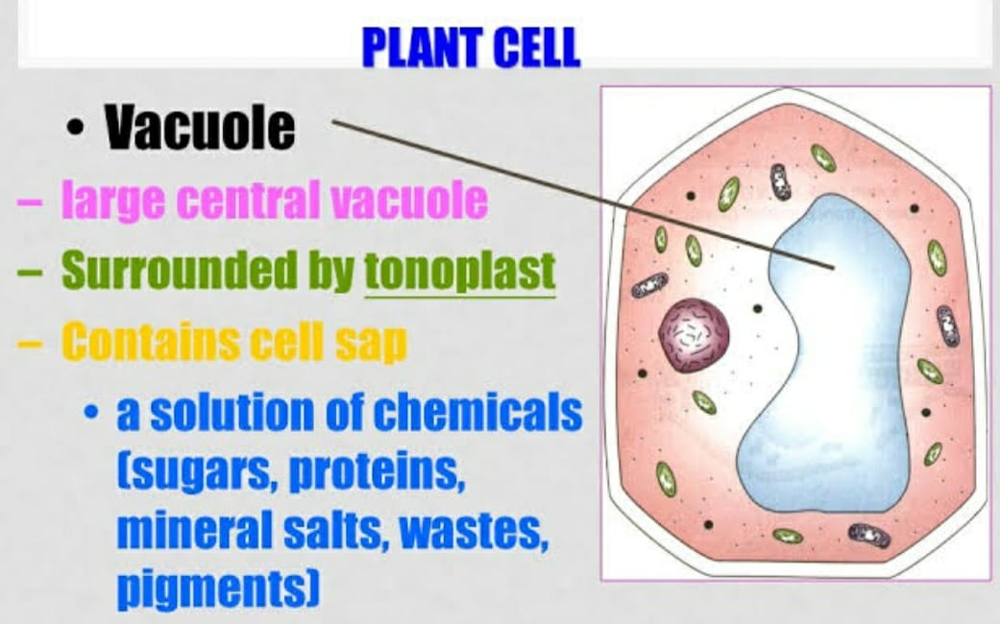 PLANT CELL
• Vacuole
– large central vacuole
– Surrounded by tonoplast
– Contains cell sap
• a solution of chemicals
(sugars, proteins,
mineral salts, wastes,
pigments)